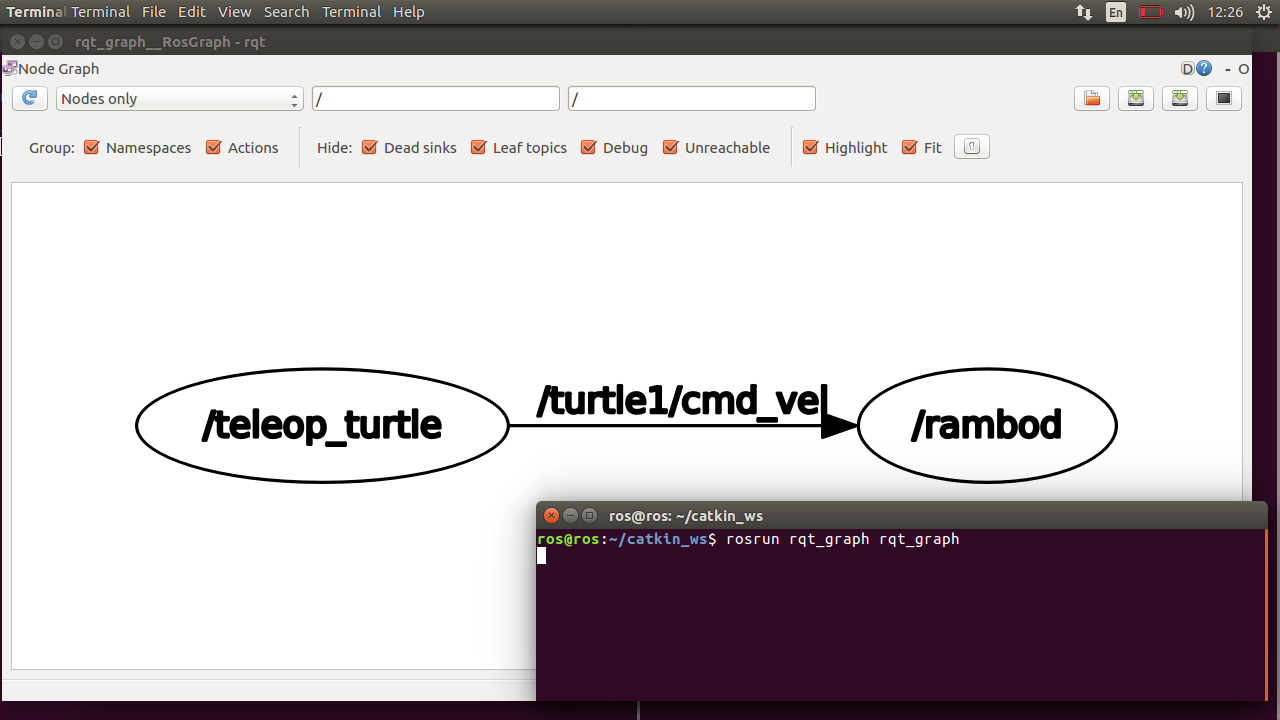 Terminal Terminal File Edit View Search Terminal Help En 12:26
rqt_graph__RosGraph - rqt
Node Graph D ? - O
Nodes only / /
Group: Namespaces Actions Hide: Dead sinks Leaf topics Debug Unreachable Highlight Fit
/turtle1/cmd_vel
/teleop_turtle /rambod
ros@ros: ~/catkin_ws
ros@ros:~/catkin_ws$ rosrun rqt_graph rqt_graph